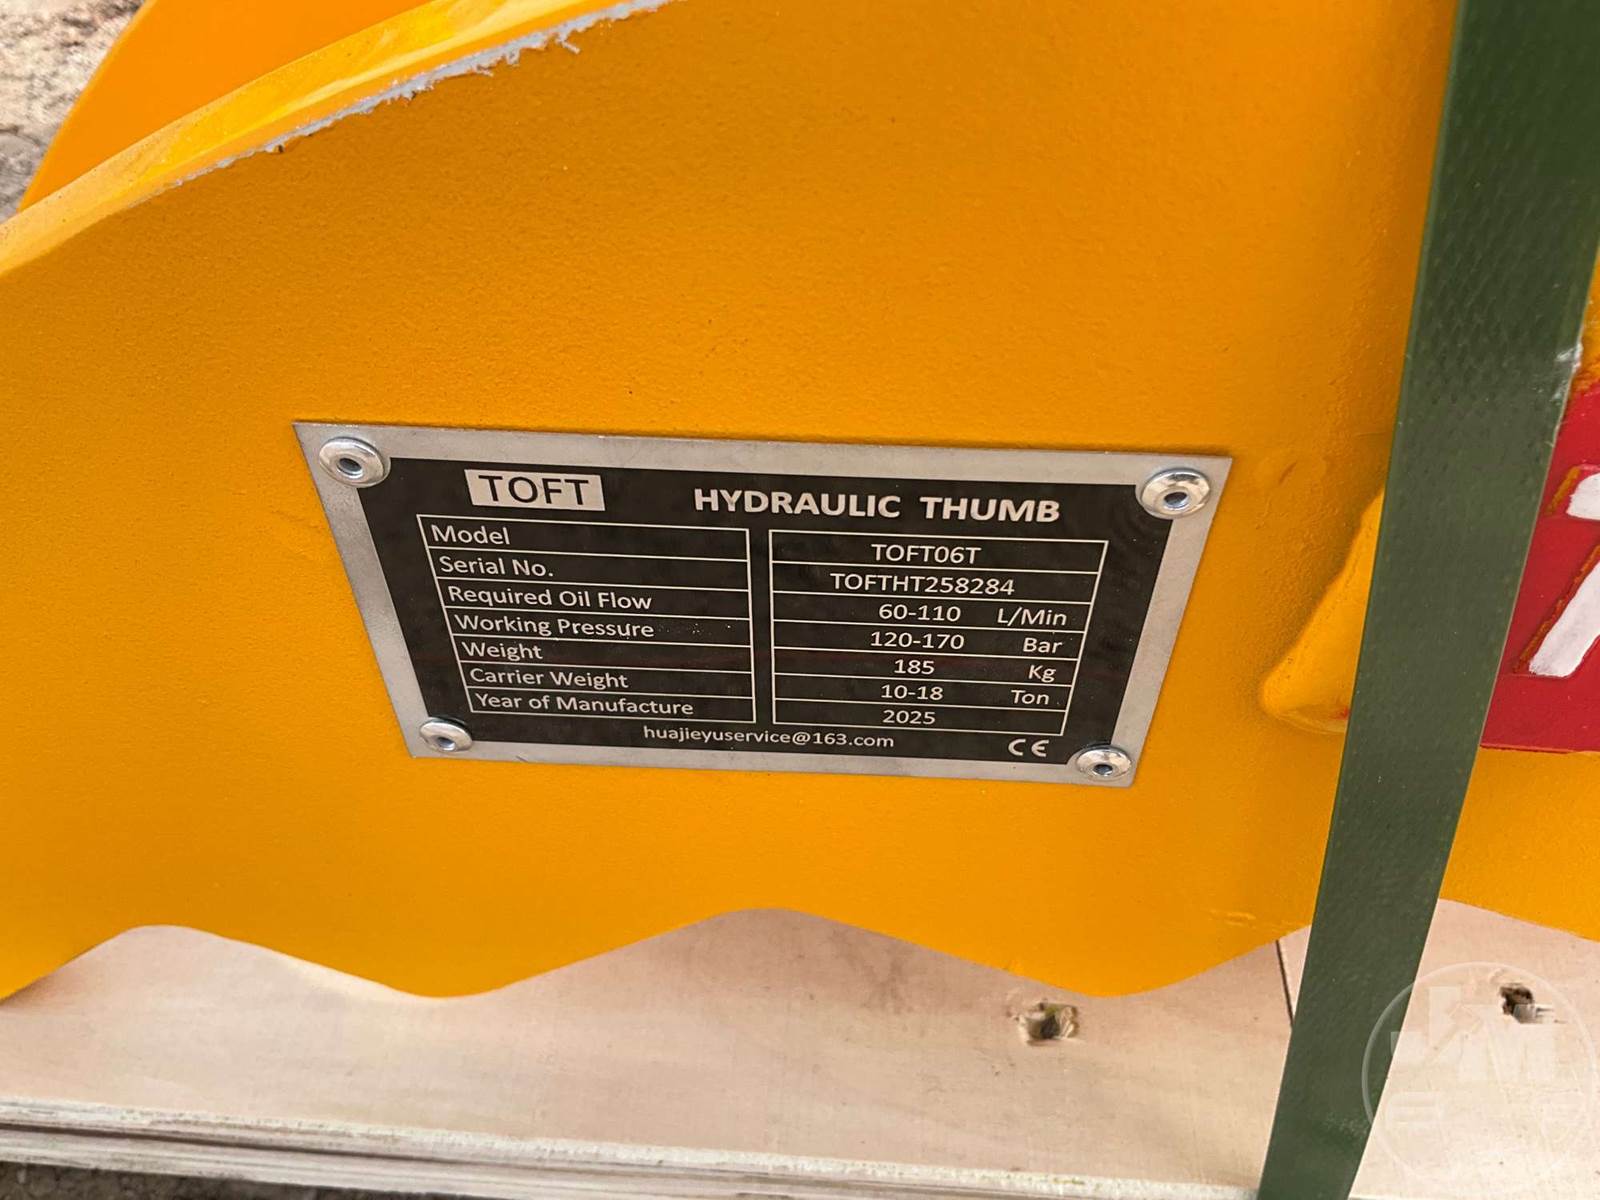 TOFT HYDRAULIC THUMB
Model TOFT06T
Serial No. TOFTHT258284
Required Oil Flow 60-110 L/Min
Working Pressure 120-170 Bar
Weight 185 Kg
Carrier Weight 10-18 Ton
Year of Manufacture 2025
huajieyuservice@163.com CE